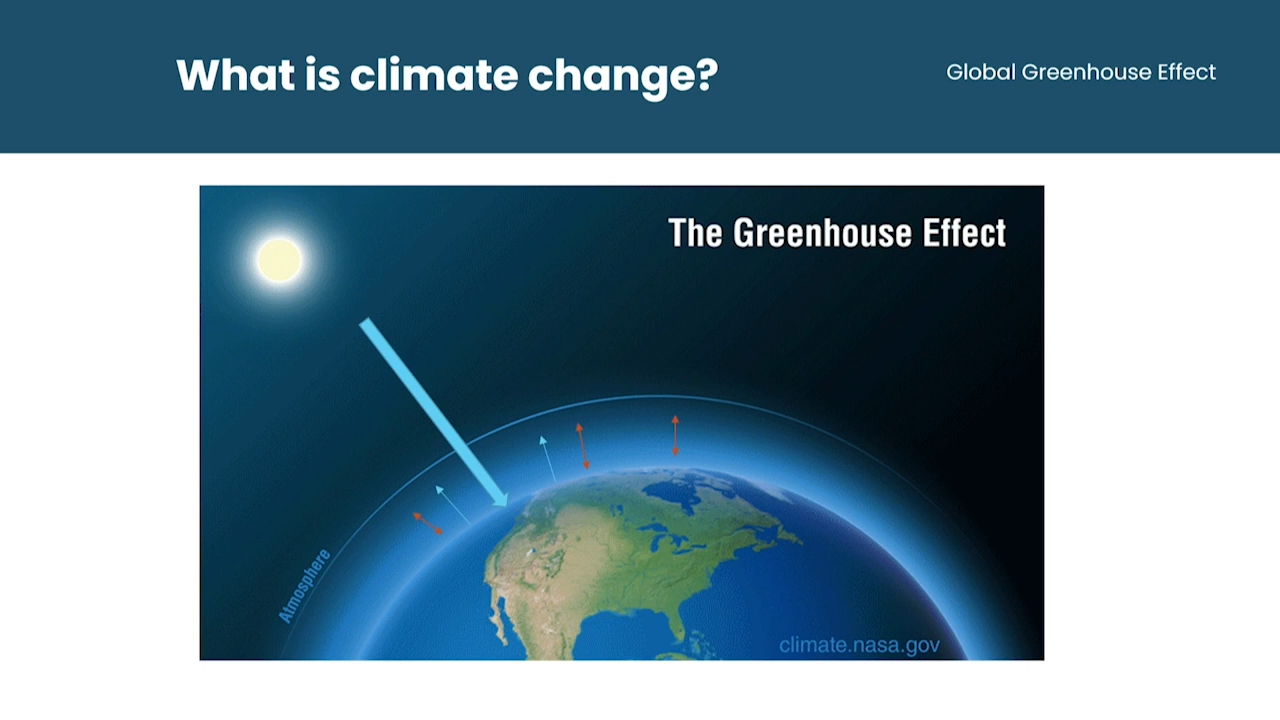 What is climate change?
Global Greenhouse Effect
The Greenhouse Effect
Atmosphere
climate.nasa.gov